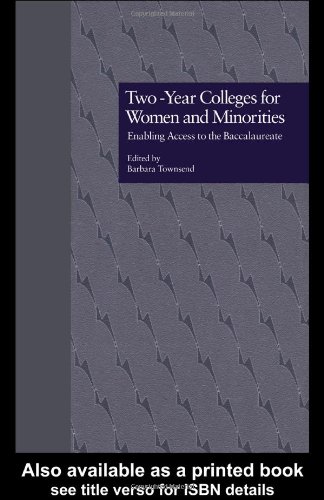 Two -Year Colleges for
Women and Minorities
Enabling Access to the Baccalaureate
Edited by
Barbara Townsend
Also available as a printed book
see title verso for ISBN details